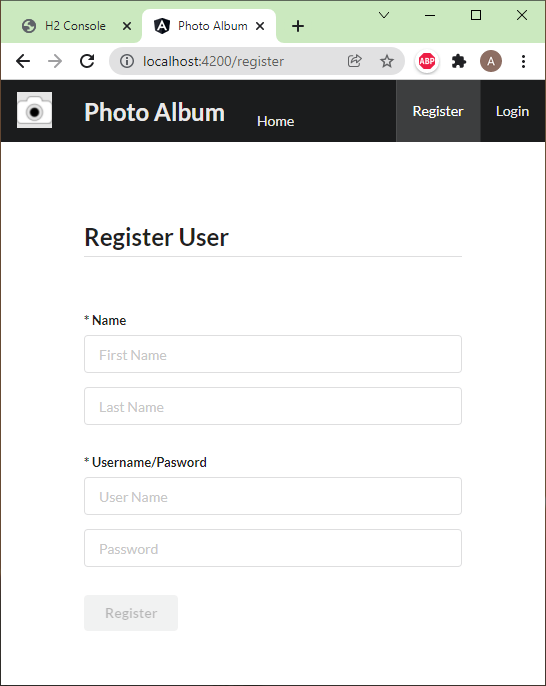 H2 Console
Photo Album
localhost:4200/register
ABP
A
Photo Album
Home
Register
Login
Register User
* Name
First Name
Last Name
* Username/Pasword
User Name
Password
Register